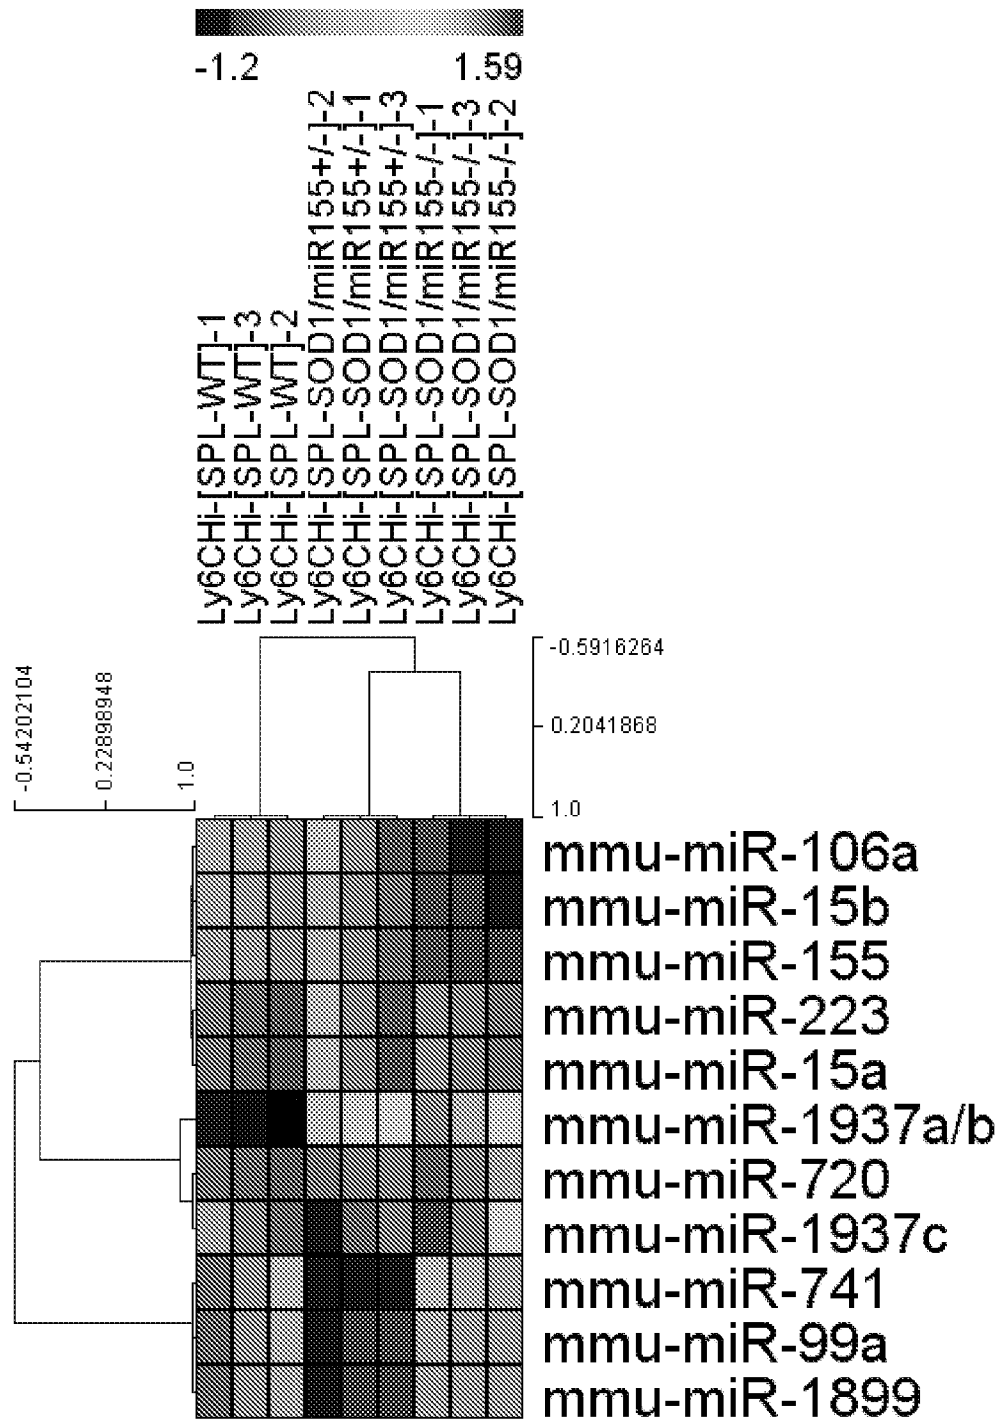 -1.2 1.59
Ly6CHi-[SPL-WT]-1
Ly6CHi-[SPL-WT]-3
Ly6CHi-[SPL-WT]-2
Ly6CHi-[SPL-SOD1/miR155+/-]-2
Ly6CHi-[SPL-SOD1/miR155+/-]-1
Ly6CHi-[SPL-SOD1/miR155+/-]-3
Ly6CHi-[SPL-SOD1/miR155-/-]-1
Ly6CHi-[SPL-SOD1/miR155-/-]-3
Ly6CHi-[SPL-SOD1/miR155-/-]-2
-0.5916264
0.2041868
1.0
-0.54202104
0.22898948
1.0
mmu-miR-106a
mmu-miR-15b
mmu-miR-155
mmu-miR-223
mmu-miR-15a
mmu-miR-1937a/b
mmu-miR-720
mmu-miR-1937c
mmu-miR-741
mmu-miR-99a
mmu-miR-1899